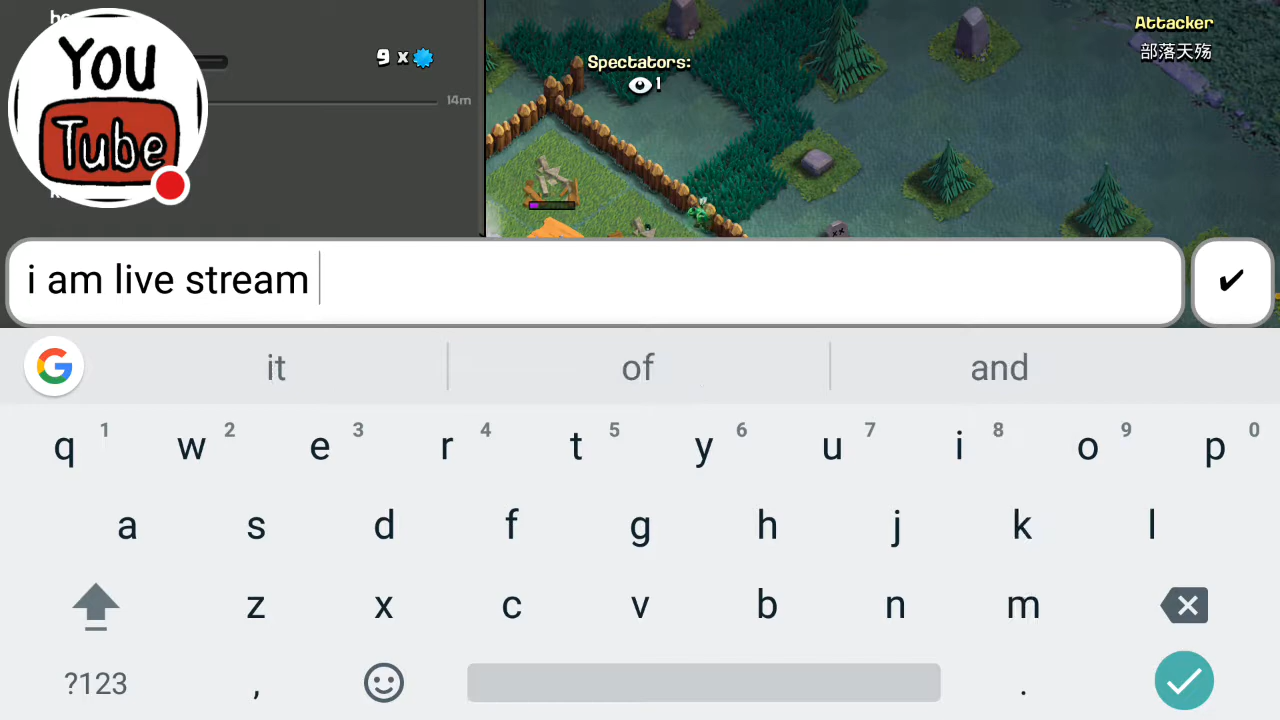 You
Tube
9 x
14m
Spectators:
1
Attacker
部落天殇
i am live stream
✔
G
it of and
q 1 w 2 e 3 r 4 t 5 y 6 u 7 i 8 o 9 p 0
a s d f g h j k l
z x c v b n m
?123 , .